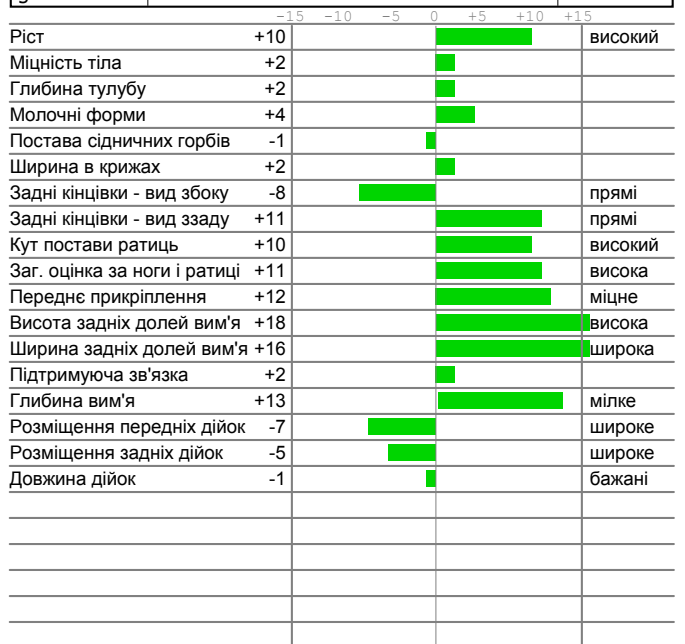 -15 -10 -5 0 +5 +10 +15
Ріст +10 високий
Міцність тіла +2
Глибина тулубу +2
Молочні форми +4
Постава сідничних горбів -1
Ширина в крижах +2
Задні кінцівки - вид збоку -8 прямі
Задні кінцівки - вид ззаду +11 прямі
Кут постави ратиць +10 високий
Заг. оцінка за ноги і ратиці +11 висока
Переднє прикріплення +12 міцне
Висота задніх долей вим'я +18 висока
Ширина задніх долей вим'я +16 широка
Підтримуюча зв'язка +2
Глибина вим'я +13 мілке
Розміщення передніх дійок -7 широке
Розміщення задніх дійок -5 широке
Довжина дійок -1 бажані